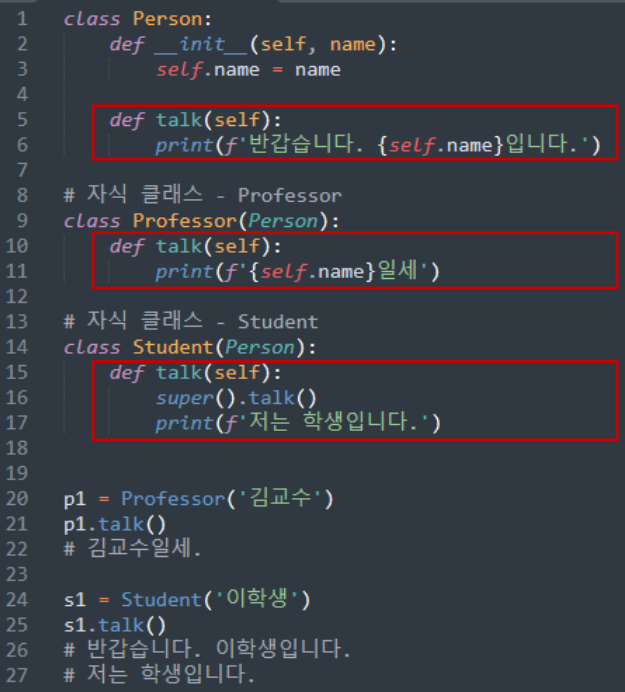 1 class Person:
2     def __init__(self, name):
3         self.name = name
4
5     def talk(self):
6         print(f'반갑습니다. {self.name}입니다.')
7
8 # 자식 클래스 - Professor
9 class Professor(Person):
10     def talk(self):
11         print(f'{self.name}일세')
12
13 # 자식 클래스 - Student
14 class Student(Person):
15     def talk(self):
16         super().talk()
17         print(f'저는 학생입니다.')
18
19
20 p1 = Professor('김교수')
21 p1.talk()
22 # 김교수일세.
23
24 s1 = Student('이학생')
25 s1.talk()
26 # 반갑습니다. 이학생입니다.
27 # 저는 학생입니다.